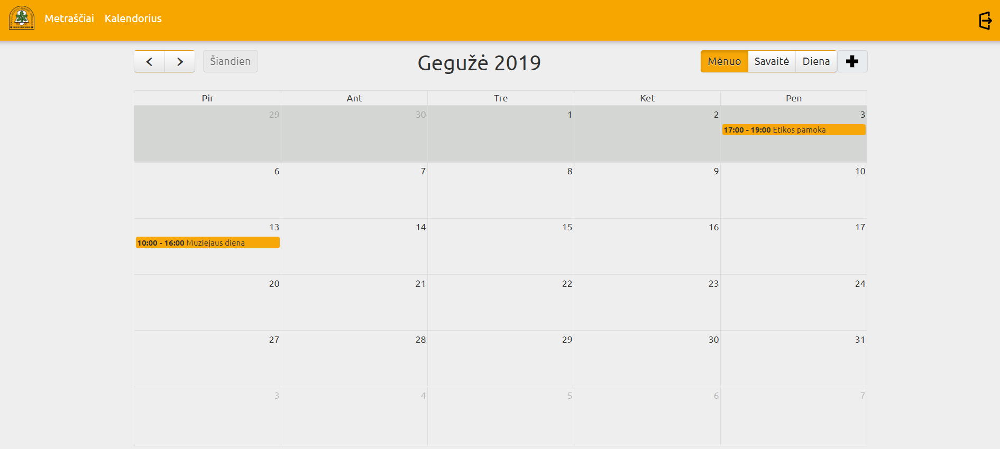 Metraščiai Kalendorius
Šiandien
Gegužė 2019
Mėnuo Savaitė Diena
Pir Ant Tre Ket Pen
29 30 1 2 3
17:00 - 19:00 Etikos pamoka
6 7 8 9 10
13 14 15 16 17
10:00 - 16:00 Muziejaus diena
20 21 22 23 24
27 28 29 30 31
3 4 5 6 7